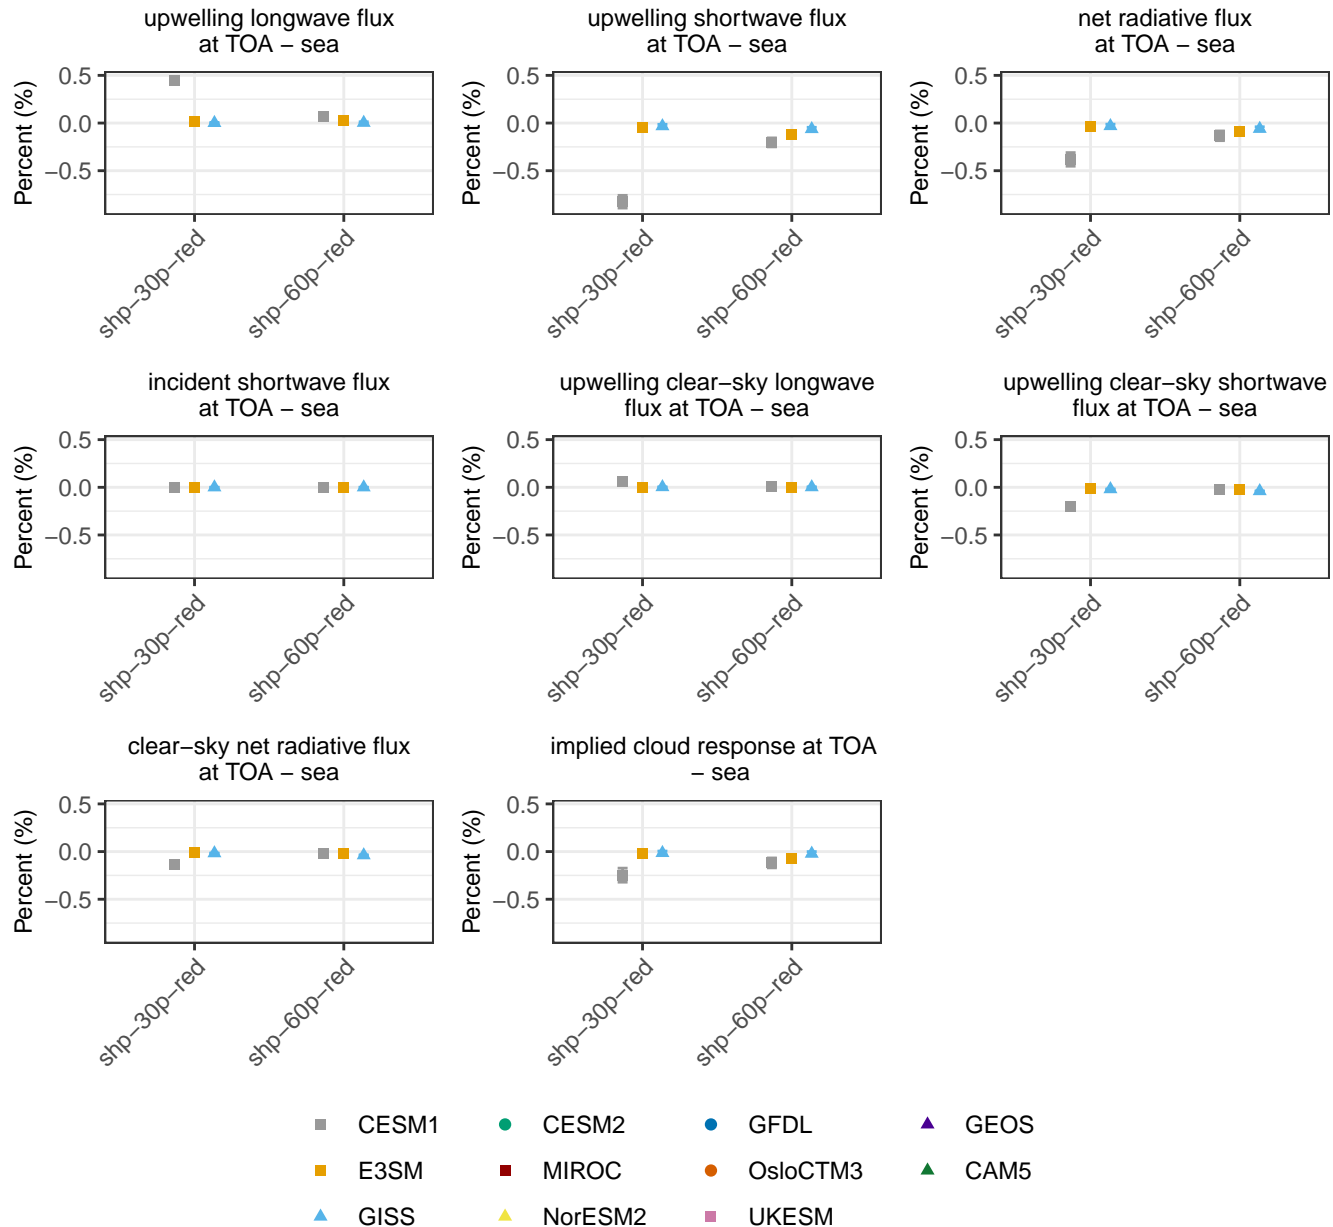 upwelling longwave flux
at TOA − sea
Percent (%)
0.5
0.0
−0.5
shp−30p−red
shp−60p−red
upwelling shortwave flux
at TOA − sea
Percent (%)
0.5
0.0
−0.5
shp−30p−red
shp−60p−red
net radiative flux
at TOA − sea
Percent (%)
0.5
0.0
−0.5
shp−30p−red
shp−60p−red
incident shortwave flux
at TOA − sea
Percent (%)
0.5
0.0
−0.5
shp−30p−red
shp−60p−red
upwelling clear−sky longwave
flux at TOA − sea
Percent (%)
0.5
0.0
−0.5
shp−30p−red
shp−60p−red
upwelling clear−sky shortwave
flux at TOA − sea
Percent (%)
0.5
0.0
−0.5
shp−30p−red
shp−60p−red
clear−sky net radiative flux
at TOA − sea
Percent (%)
0.5
0.0
−0.5
shp−30p−red
shp−60p−red
implied cloud response at TOA
− sea
Percent (%)
0.5
0.0
−0.5
shp−30p−red
shp−60p−red
CESM1 CESM2 GFDL GEOS
E3SM MIROC OsloCTM3 CAM5
GISS NorESM2 UKESM